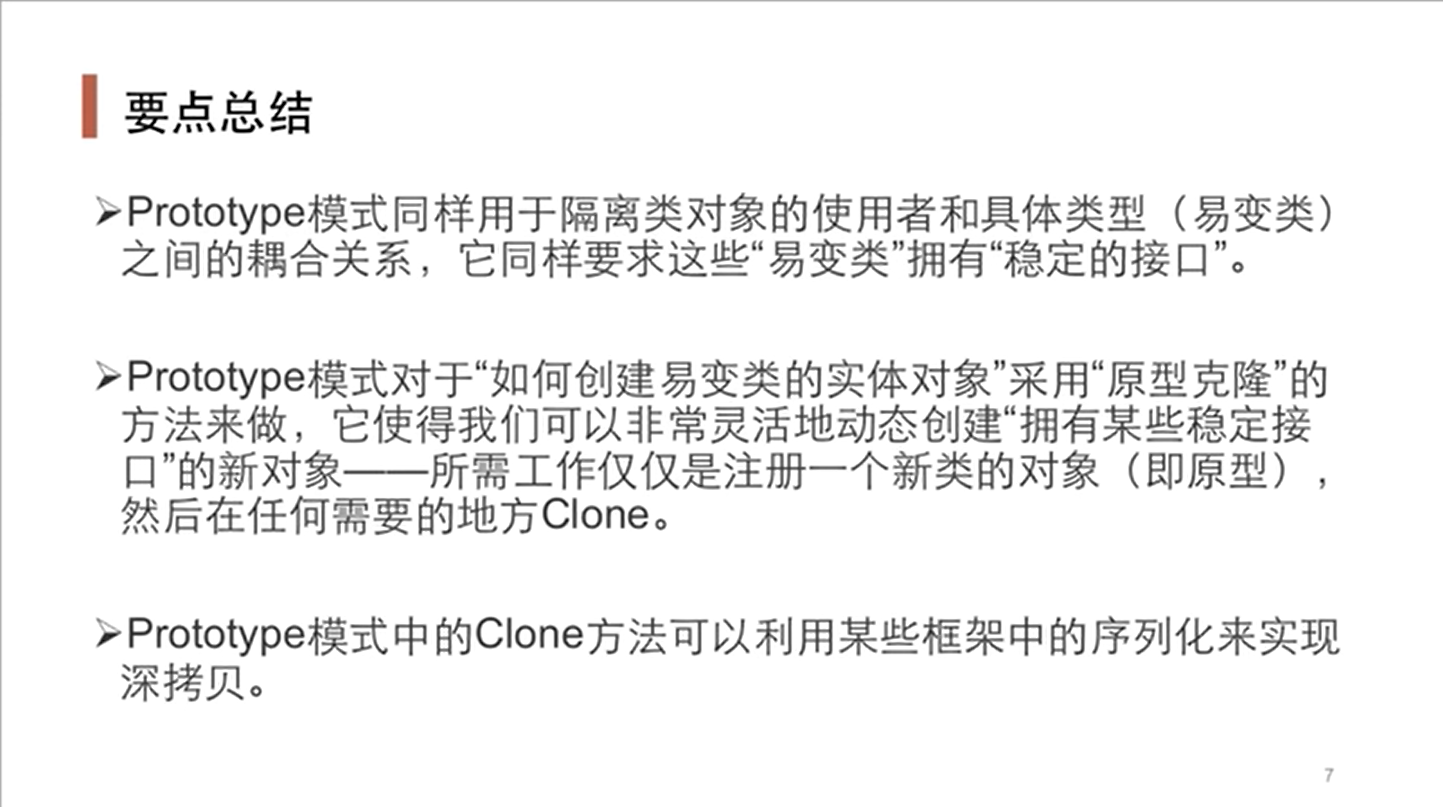 要点总结
➢Prototype模式同样用于隔离类对象的使用者和具体类型（易变类）
之间的耦合关系，它同样要求这些“易变类”拥有“稳定的接口”。
➢Prototype模式对于“如何创建易变类的实体对象”采用“原型克隆”的
方法来做，它使得我们可以非常灵活地动态创建“拥有某些稳定接
口”的新对象——所需工作仅仅是注册一个新类的对象（即原型），
然后在任何需要的地方Clone。
➢Prototype模式中的Clone方法可以利用某些框架中的序列化来实现
深拷贝。
7